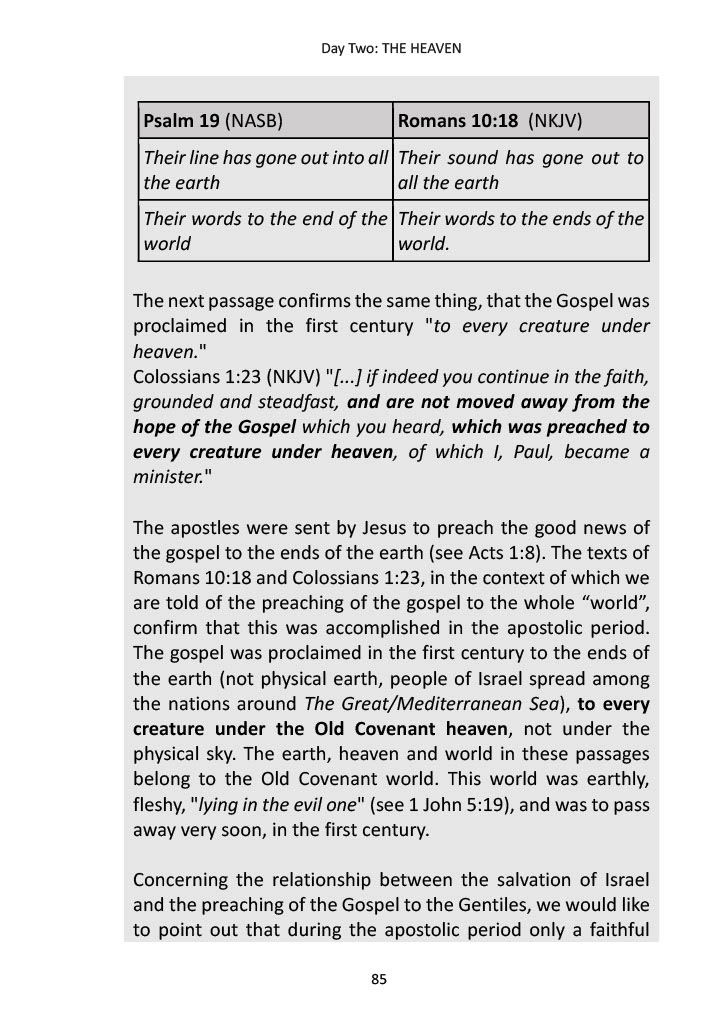 Day Two: THE HEAVEN
Psalm 19 (NASB)
Romans 10:18 (NKJV)
Their line has gone out into all
the earth
Their sound has gone out to
all the earth
Their words to the end of the
world
Their words to the ends of the
world.
The next passage confirms the same thing, that the Gospel was
proclaimed in the first century "to every creature under
heaven."
Colossians 1:23 (NKJV) "[...] if indeed you continue in the faith,
grounded and steadfast, and are not moved away from the
hope of the Gospel which you heard, which was preached to
every creature under heaven, of which I, Paul, became a
minister."
The apostles were sent by Jesus to preach the good news of
the gospel to the ends of the earth (see Acts 1:8). The texts of
Romans 10:18 and Colossians 1:23, in the context of which we
are told of the preaching of the gospel to the whole “world”,
confirm that this was accomplished in the apostolic period.
The gospel was proclaimed in the first century to the ends of
the earth (not physical earth, people of Israel spread among
the nations around The Great/Mediterranean Sea), to every
creature under the Old Covenant heaven, not under the
physical sky. The earth, heaven and world in these passages
belong to the Old Covenant world. This world was earthly,
fleshy, "lying in the evil one" (see 1 John 5:19), and was to pass
away very soon, in the first century.
Concerning the relationship between the salvation of Israel
and the preaching of the Gospel to the Gentiles, we would like
to point out that during the apostolic period only a faithful
85